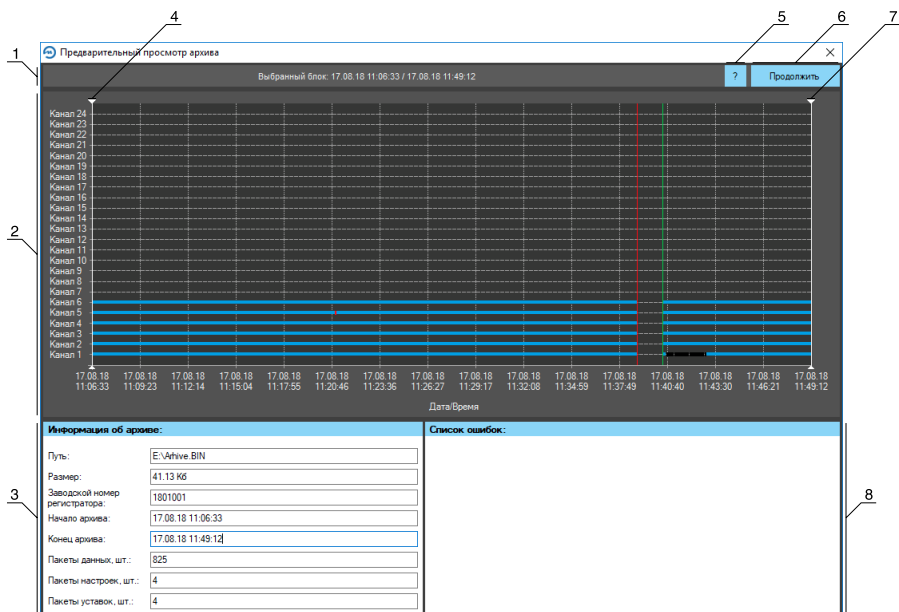 4
5
6
7
1
Предварительный просмотр архива
Выбранный блок: 17.08.18 11:06:33 / 17.08.18 11:49:12
?
Продолжить
2
Канал 24
Канал 23
Канал 22
Канал 21
Канал 20
Канал 19
Канал 18
Канал 17
Канал 16
Канал 15
Канал 14
Канал 13
Канал 12
Канал 11
Канал 10
Канал 9
Канал 8
Канал 7
Канал 6
Канал 5
Канал 4
Канал 3
Канал 2
Канал 1
17.08.18 17.08.18 17.08.18 17.08.18 17.08.18 17.08.18 17.08.18 17.08.18 17.08.18 17.08.18 17.08.18 17.08.18 17.08.18 17.08.18 17.08.18 17.08.18
11:06:33 11:09:23 11:12:14 11:15:04 11:17:55 11:20:46 11:23:36 11:26:27 11:29:17 11:32:08 11:34:59 11:37:49 11:40:40 11:43:30 11:46:21 11:49:12
Дата/Время
3
8
Информация об архиве:
Путь: E:\Arhive.BIN
Размер: 41.13 Кб
Заводской номер
регистратора: 1801001
Начало архива: 17.08.18 11:06:33
Конец архива: 17.08.18 11:49:12
Пакеты данных, шт.: 825
Пакеты настроек, шт.: 4
Пакеты уставок, шт.: 4
Список ошибок: